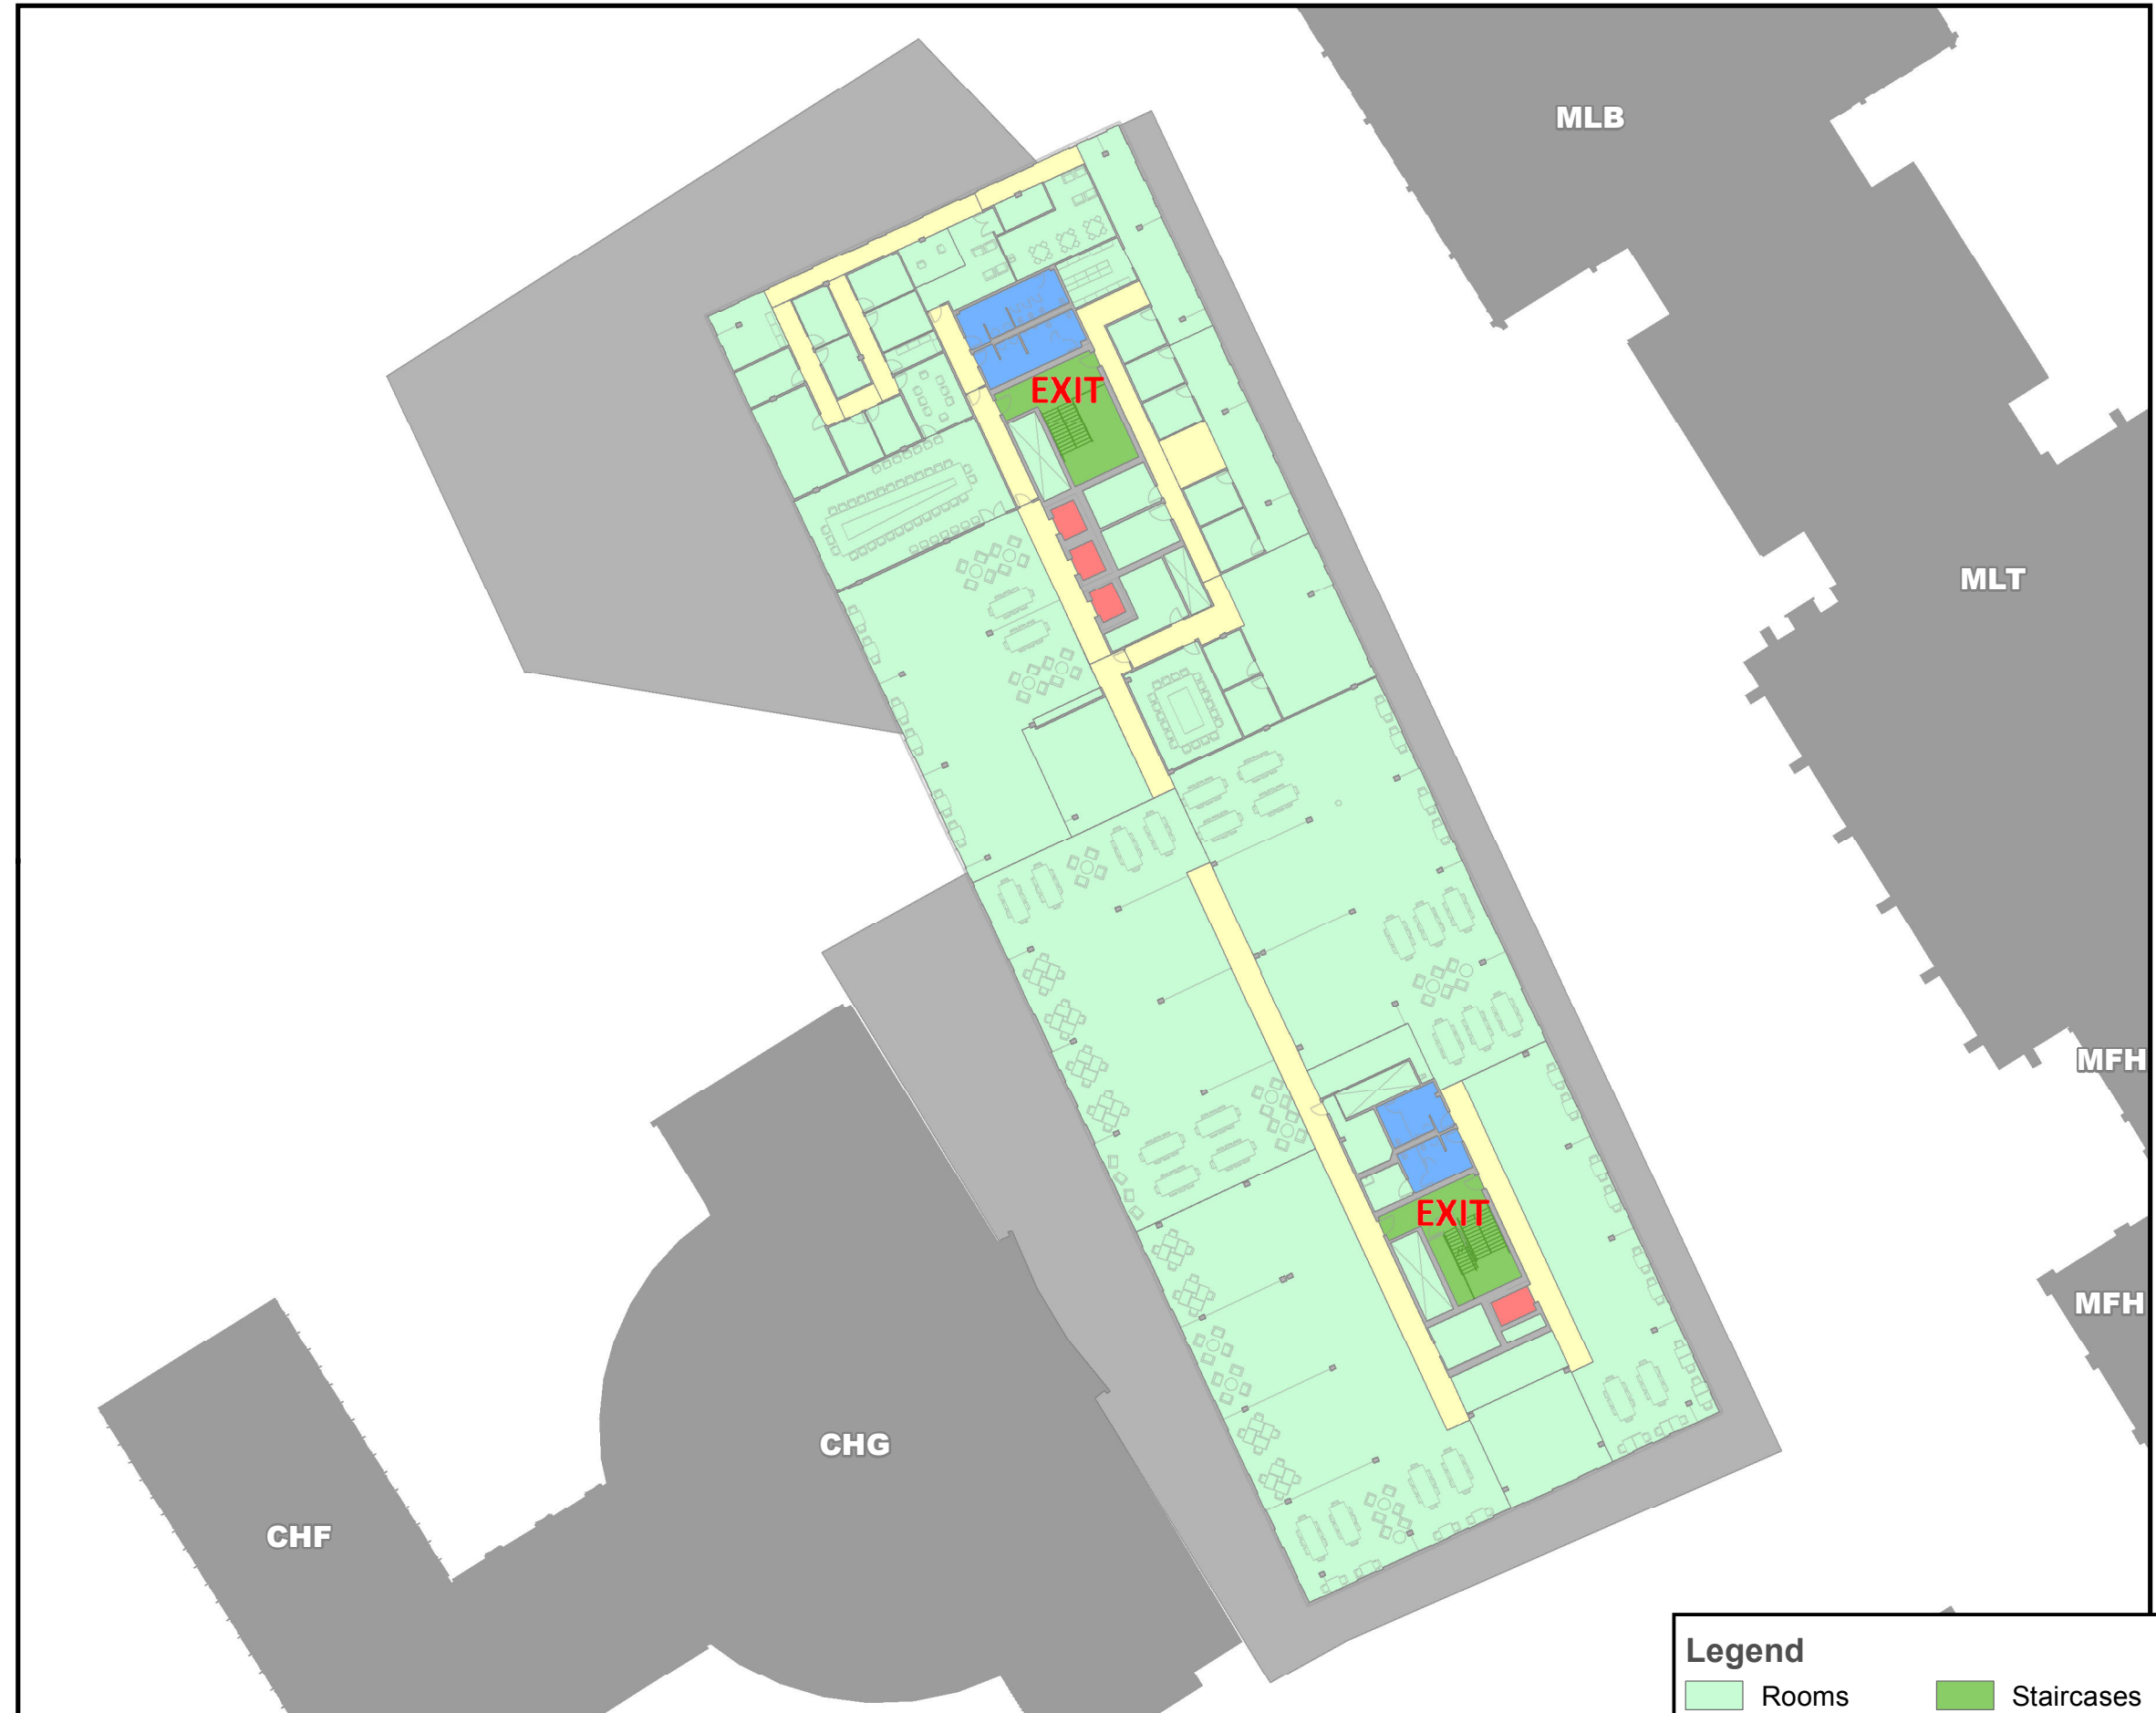 MLB
EXIT
MLT
MFH
EXIT
MFH
CHG
CHF
Legend
Rooms
Staircases